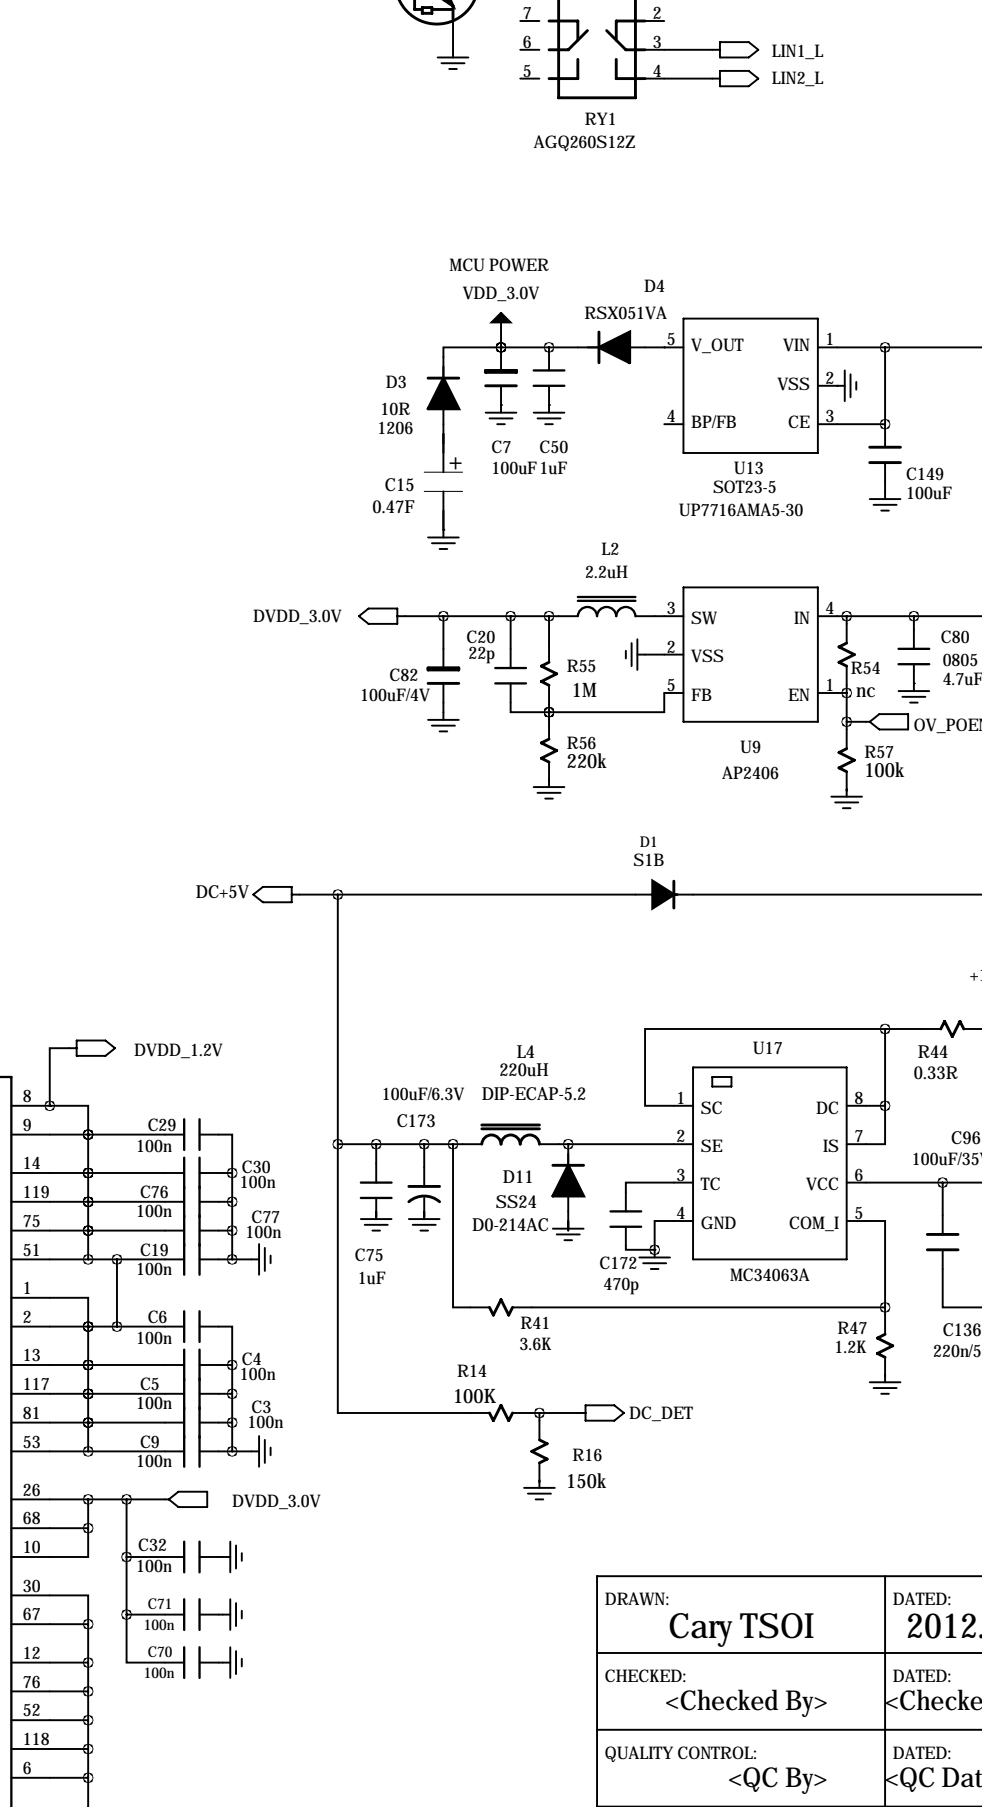 7
2
6
3
LIN1_L
5
4
LIN2_L
RY1
AGQ260S12Z
MCU POWER
VDD_3.0V
D4
RSX051VA
5
V_OUT
VIN
1
D3
10R
1206
VSS
2
4
BP/FB
CE
3
C7
100uF
C50
1uF
+
C15
0.47F
U13
SOT23-5
UP7716AMA5-30
C149
100uF
L2
2.2uH
DVDD_3.0V
3
SW
IN
4
C20
22p
C80
0805
4.7uF
2
VSS
R54
nc
C82
100uF/4V
R55
1M
5
FB
EN
1
OV_POEN
R56
220k
U9
AP2406
R57
100k
D1
S1B
DC+5V
DVDD_1.2V
L4
220uH
DIP-ECAP-5.2
U17
R44
0.33R
100uF/6.3V
C173
8
1
SC
DC
8
9
C29
100n
2
SE
IS
7
C96
100uF/35V
14
C30
100n
D11
SS24
D0-214AC
3
TC
VCC
6
119
C76
100n
75
C77
100n
4
GND
COM_I
5
51
C19
100n
C75
1uF
C172
470p
MC34063A
1
2
C6
100n
R41
3.6K
R47
1.2K
C136
220n/5
13
C4
100n
117
C5
100n
R14
100K
81
C3
100n
DC_DET
53
C9
100n
R16
150k
26
DVDD_3.0V
68
10
C32
100n
30
67
C71
100n
12
C70
100n
76
52
118
6
DRAWN:
Cary TSOI
DATED:
2012.
CHECKED:
<Checked By>
DATED:
<Checke
QUALITY CONTROL:
<QC By>
DATED:
<QC Dat